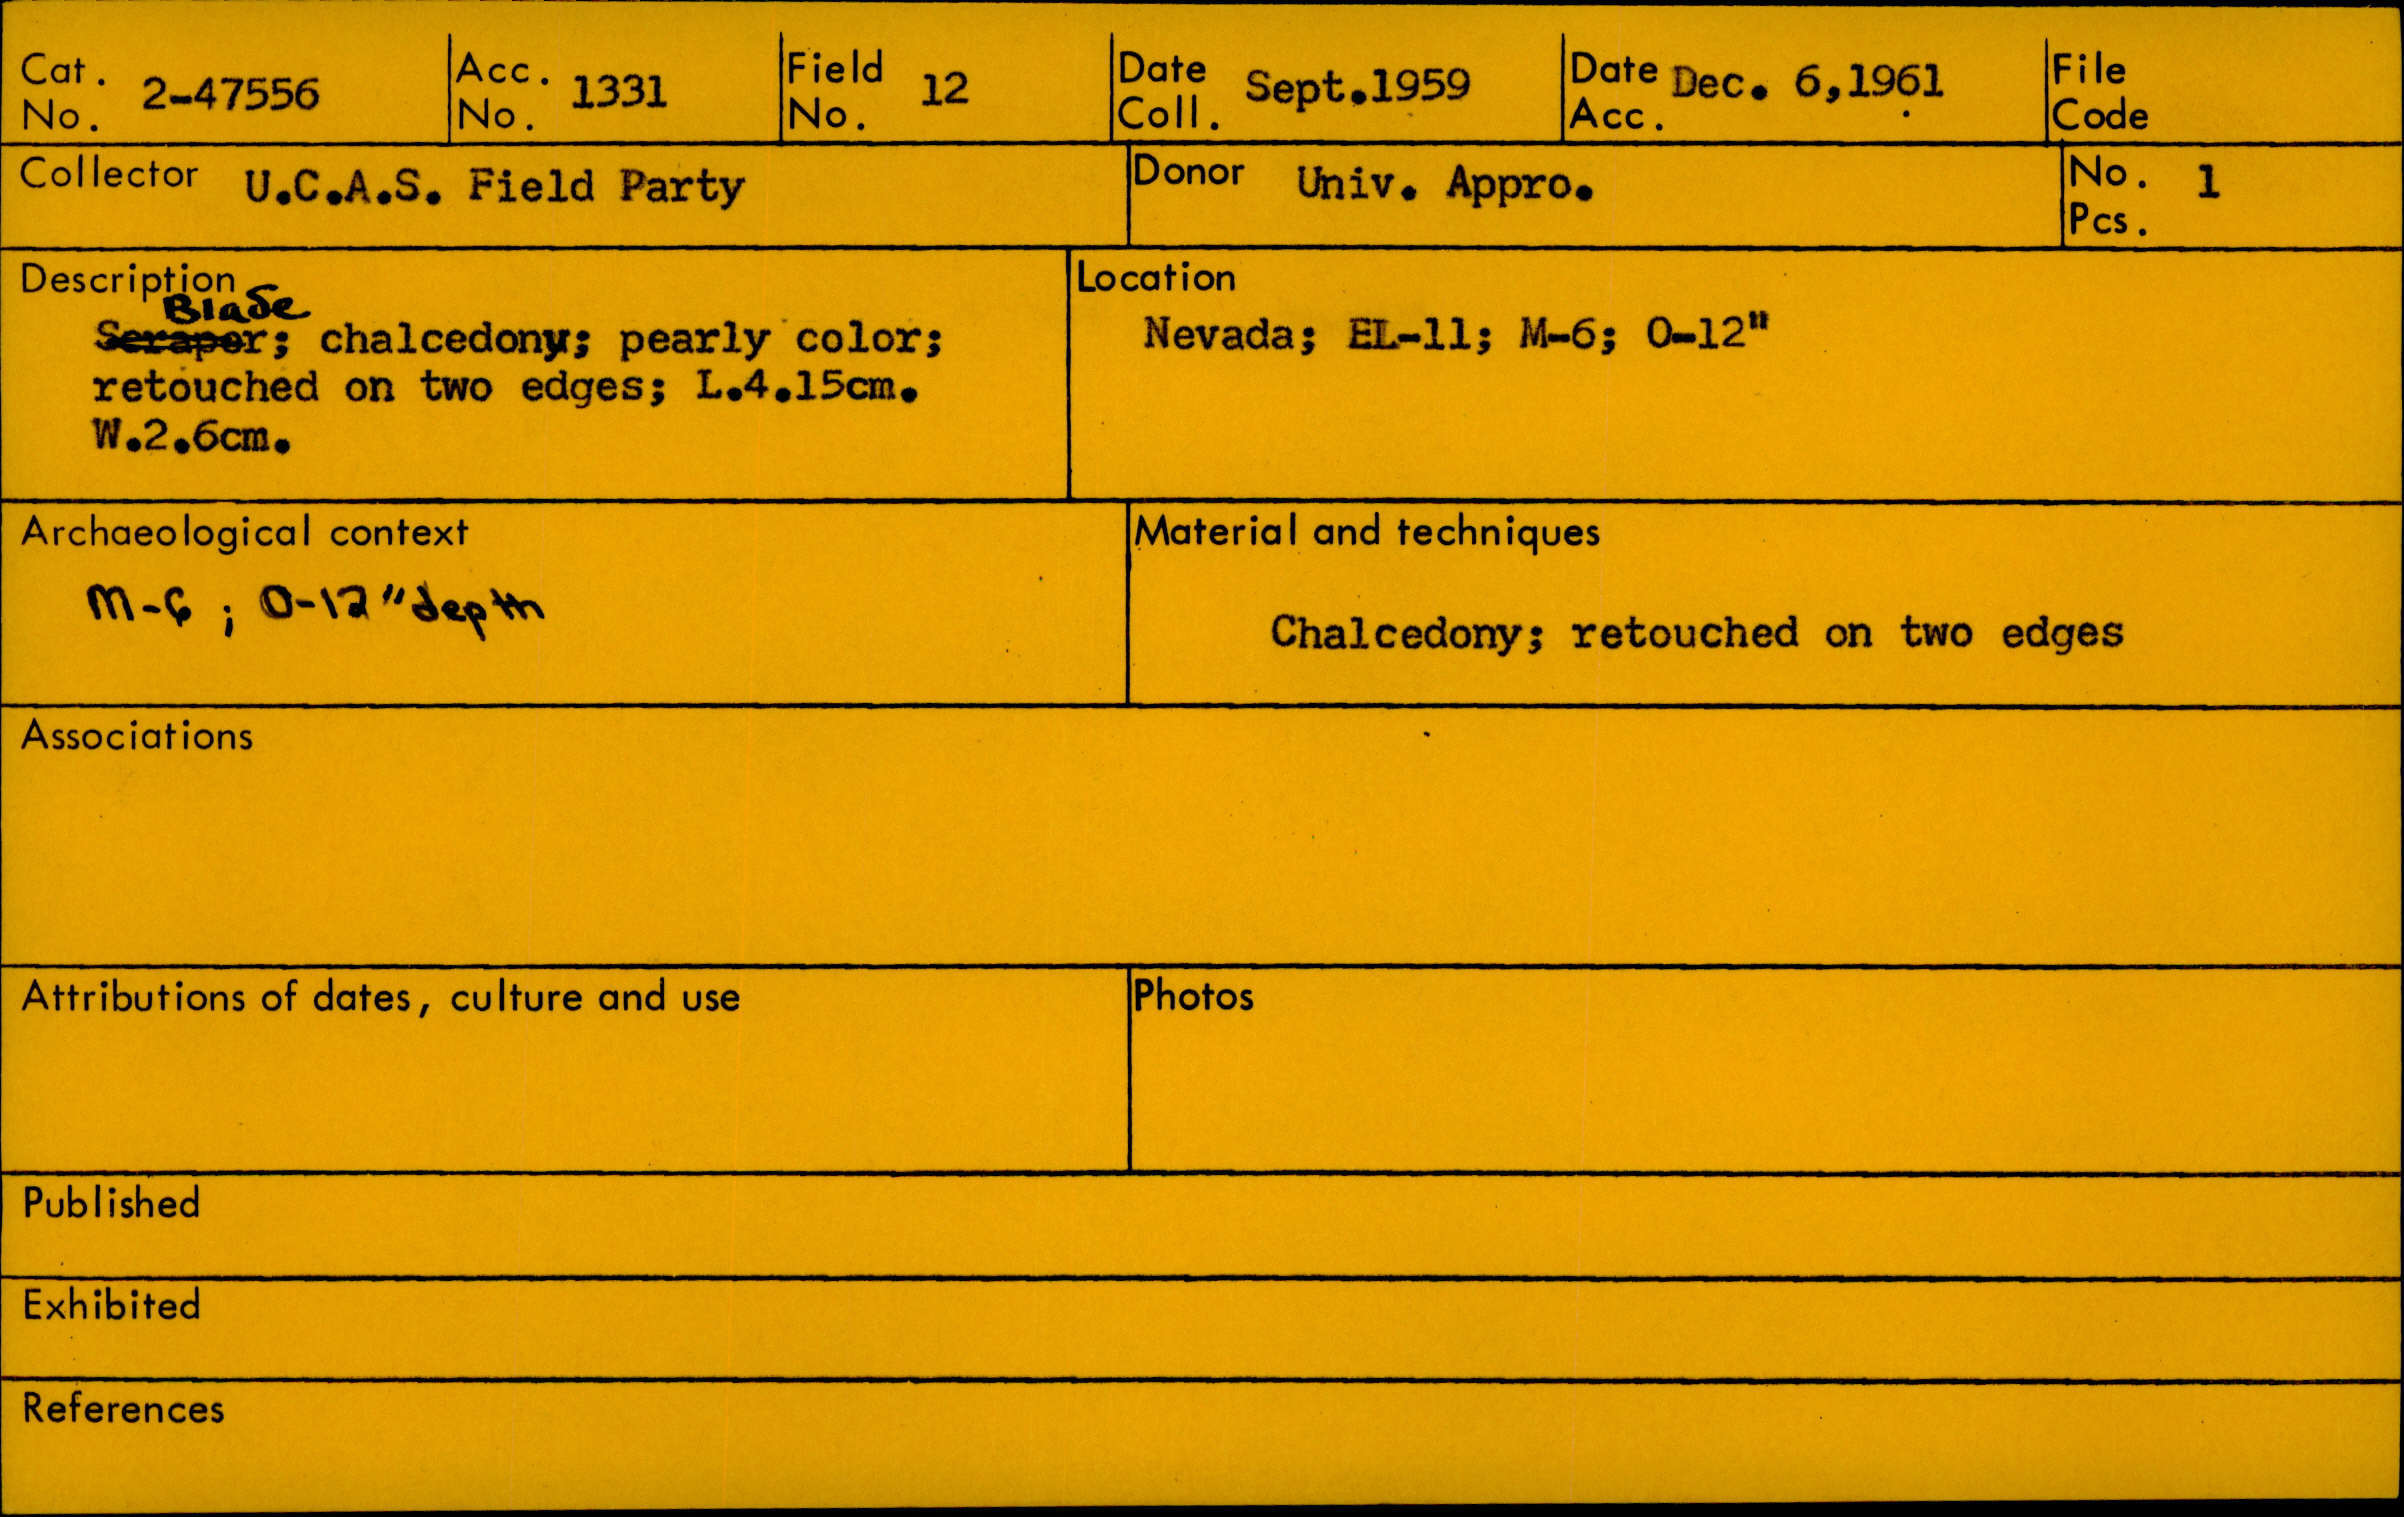 Cat. No. 2-47556
Acc. No. 1331
Field No. 12
Date Coll. Sept.1959
Date Acc. Dec. 6,1961
File Code
Collector U.C.A.S. Field Party
Donor Univ. Appro.
No. Pcs. 1
Description
Blade
Scraper; chalcedony; pearly color;
retouched on two edges; L.4.15cm.
W.2.6cm.
Location
Nevada; EL-11; M-6; 0-12"
Archaeological context
M-6 ; 0-12" depth
Material and techniques
Chalcedony; retouched on two edges
Associations
Attributions of dates, culture and use
Photos
Published
Exhibited
References